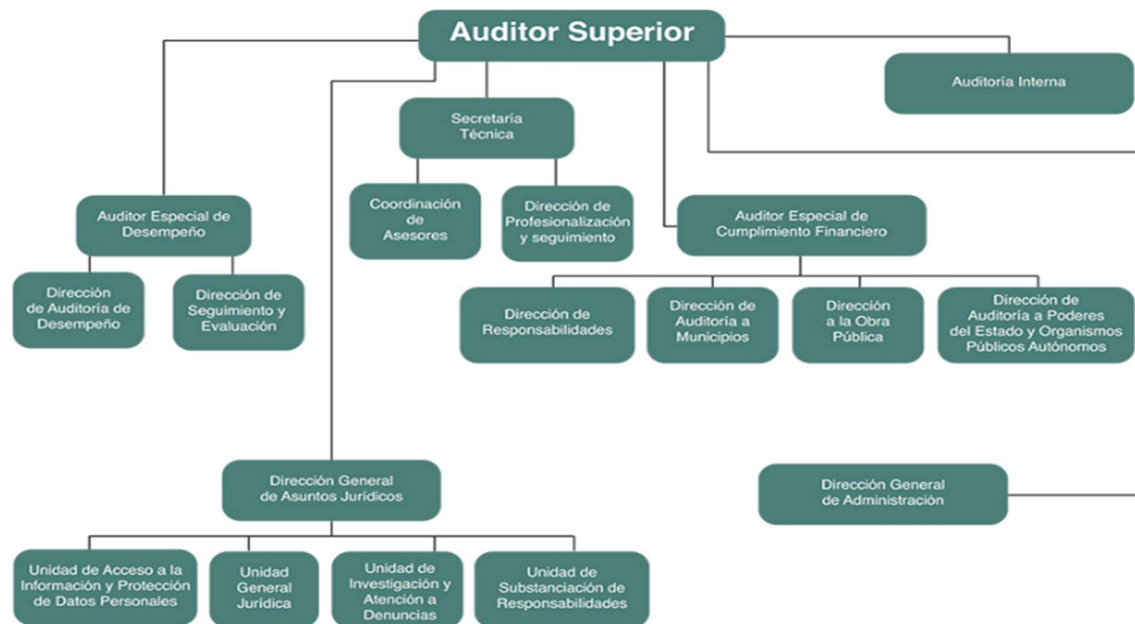 Auditor Superior
Auditoría Interna
Secretaría
Técnica
Coordinación
de
Asesores
Dirección de
Profesionalización
y seguimiento
Auditor Especial de
Desempeño
Auditor Especial de
Cumplimiento Financiero
Dirección
de Auditoría de
Desempeño
Dirección de
Seguimiento y
Evaluación
Dirección de
Responsabilidades
Dirección de
Auditoría a
Municipios
Dirección
a la Obra
Pública
Dirección de
Auditoría a Poderes
del Estado y Organismos
Públicos Autónomos
Dirección General
de Asuntos Jurídicos
Dirección General
de Administración
Unidad de Acceso a la
Información y Protección
de Datos Personales
Unidad
General
Jurídica
Unidad de
Investigación y
Atención a
Denuncias
Unidad de
Substanciación de
Responsabilidades